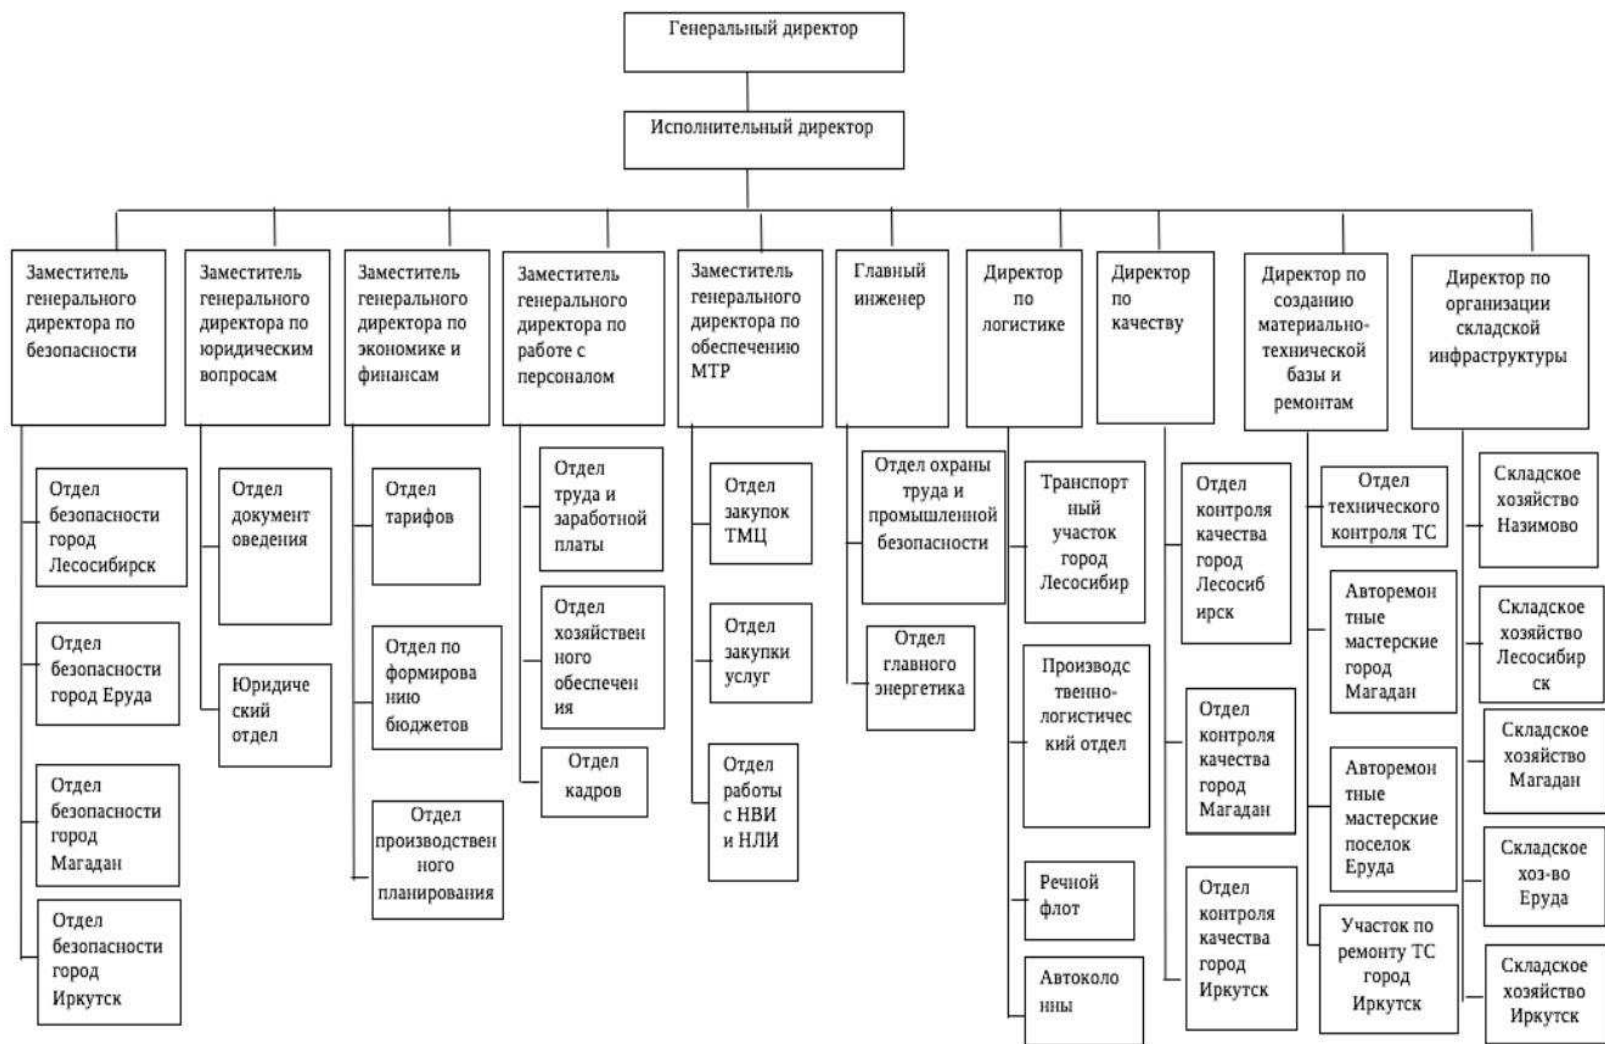 Генеральный директор
Исполнительный директор
Заместитель
генерального
директора по
безопасности
Заместитель
генерального
директора по
юридическим
вопросам
Заместитель
генерального
директора по
экономике и
финансам
Заместитель
генерального
директора по
работе с
персоналом
Заместитель
генерального
директора по
обеспечению
МТР
Главный
инженер
Директор
по
логистике
Директор
по
качеству
Директор по
созданию
материально-
технической
базы и
ремонтам
Директор по
организации
складской
инфраструктуры
Отдел
безопасности
город
Лесосибирск
Отдел
безопасности
город Еруда
Отдел
безопасности
город
Магадан
Отдел
безопасности
город
Иркутск
Отдел
документ
оведения
Юридиче
ский
отдел
Отдел
тарифов
Отдел по
формирова
нию
бюджетов
Отдел
производствен
ного
планирования
Отдел
труда и
заработной
платы
Отдел
хозяйствен
ного
обеспечен
ия
Отдел
кадров
Отдел
закупок
ТМЦ
Отдел
закупки
услуг
Отдел
работы
с НВИ
и НЛИ
Отдел охраны
труда и
промышленной
безопасности
Отдел
главного
энергетика
Транспорт
ный
участок
город
Лесосибир
Производс
твенно-
логистичес
кий отдел
Речной
флот
Автоколо
нны
Отдел
контроля
качества
город
Лесосиб
ирск
Отдел
контроля
качества
город
Магадан
Отдел
контроля
качества
город
Иркутск
Отдел
технического
контроля ТС
Авторемон
тные
мастерские
город
Магадан
Авторемон
тные
мастерские
поселок
Еруда
Участок по
ремонту ТС
город
Иркутск
Складское
хозяйство
Назимово
Складское
хозяйство
Лесосибир
ск
Складское
хозяйство
Магадан
Складское
хоз-во
Еруда
Складское
хозяйство
Иркутск